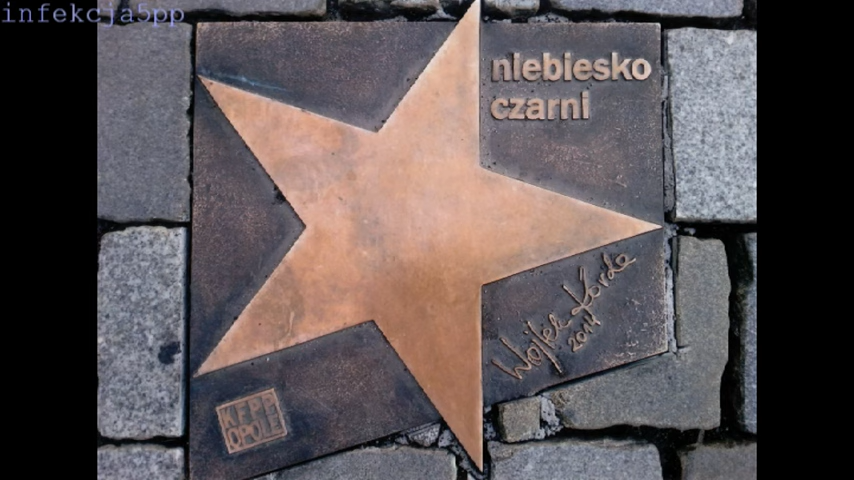 infekcja5pp
niebiesko
czarni
Wojtek Korda
2014
KFPP
OPOLE